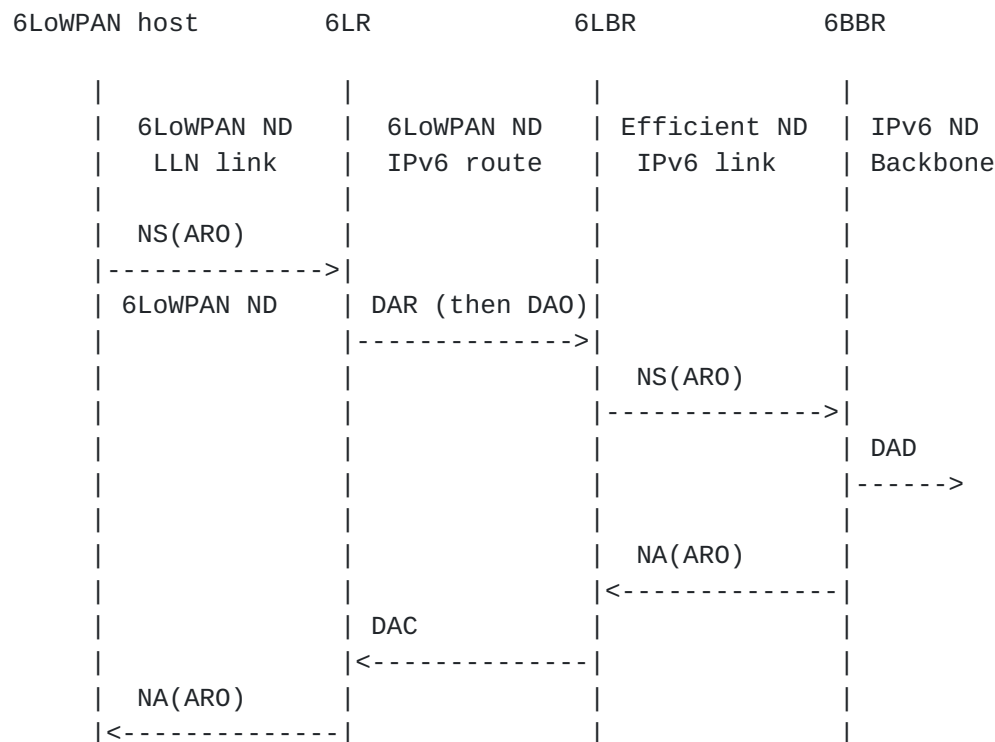 6LoWPAN host 6LR 6LBR 6BBR
6LoWPAN ND 6LoWPAN ND Efficient ND IPv6 ND
LLN link IPv6 route IPv6 link Backbone
NS(ARO)
6LoWPAN ND DAR (then DAO)
NS(ARO)
DAD
NA(ARO)
DAC
NA(ARO)